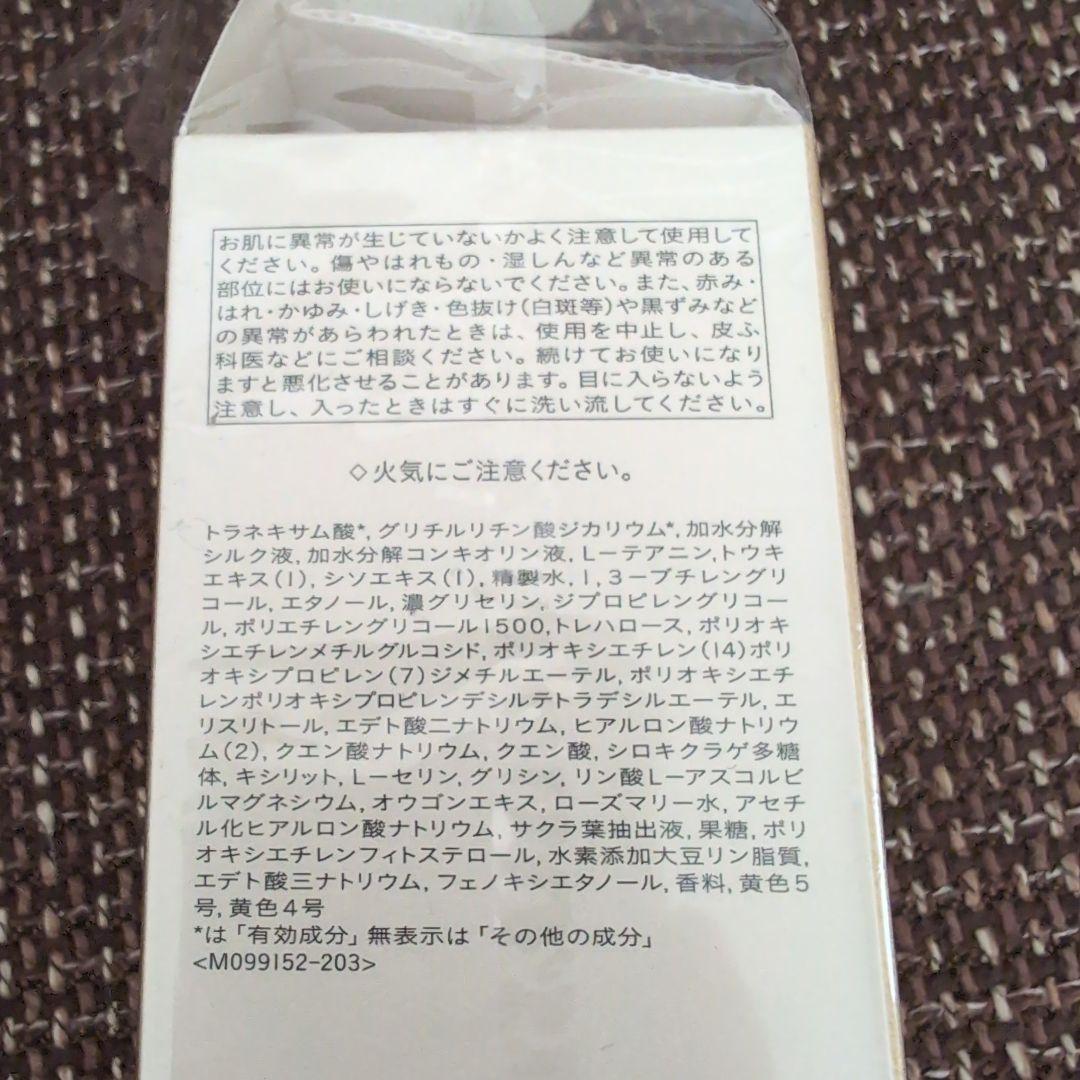 お肌に異常が生じていないかよく注意して使用して
ください。傷やはれもの・湿しんなど異常のある
部位にはお使いにならないでください。また、赤み・
はれ・かゆみ・しげき・色抜け(白斑等)や黒ずみなど
の異常があらわれたときは、使用を中止し、皮ふ
科医などにご相談ください。続けてお使いになり
ますと悪化させることがあります。目に入らないよう
注意し、入ったときはすぐに洗い流してください。
◇火気にご注意ください。
トラネキサム酸*, グリチルリチン酸ジカリウム*, 加水分解
シルク液, 加水分解コンキオリン液, L-テアニン, トウキ
エキス(1), シソエキス(1), 精製水, 1, 3-ブチレングリ
コール, エタノール, 濃グリセリン, ジプロピレングリコー
ル, ポリエチレングリコール1500, トレハロース, ポリオキ
シエチレンメチルグルコシド, ポリオキシエチレン(14)ポリ
オキシプロピレン(7)ジメチルエーテル, ポリオキシエチ
レンポリオキシプロピレンデシルテトラデシルエーテル, エ
リスリトール, エデト酸二ナトリウム, ヒアルロン酸ナトリウ
ム(2), クエン酸ナトリウム, クエン酸, シロキクラゲ多糖
体, キシリット, L-セリン, グリシン, リン酸L-アスコルビ
ルマグネシウム, オウゴンエキス, ローズマリー水, アセチ
ル化ヒアルロン酸ナトリウム, サクラ葉抽出液, 果糖, ポリ
オキシエチレンフィトステロール, 水素添加大豆リン脂質,
エデト酸三ナトリウム, フェノキシエタノール, 香料, 黄色5
号, 黄色4号
*は「有効成分」無表示は「その他の成分」
<M099152-203>